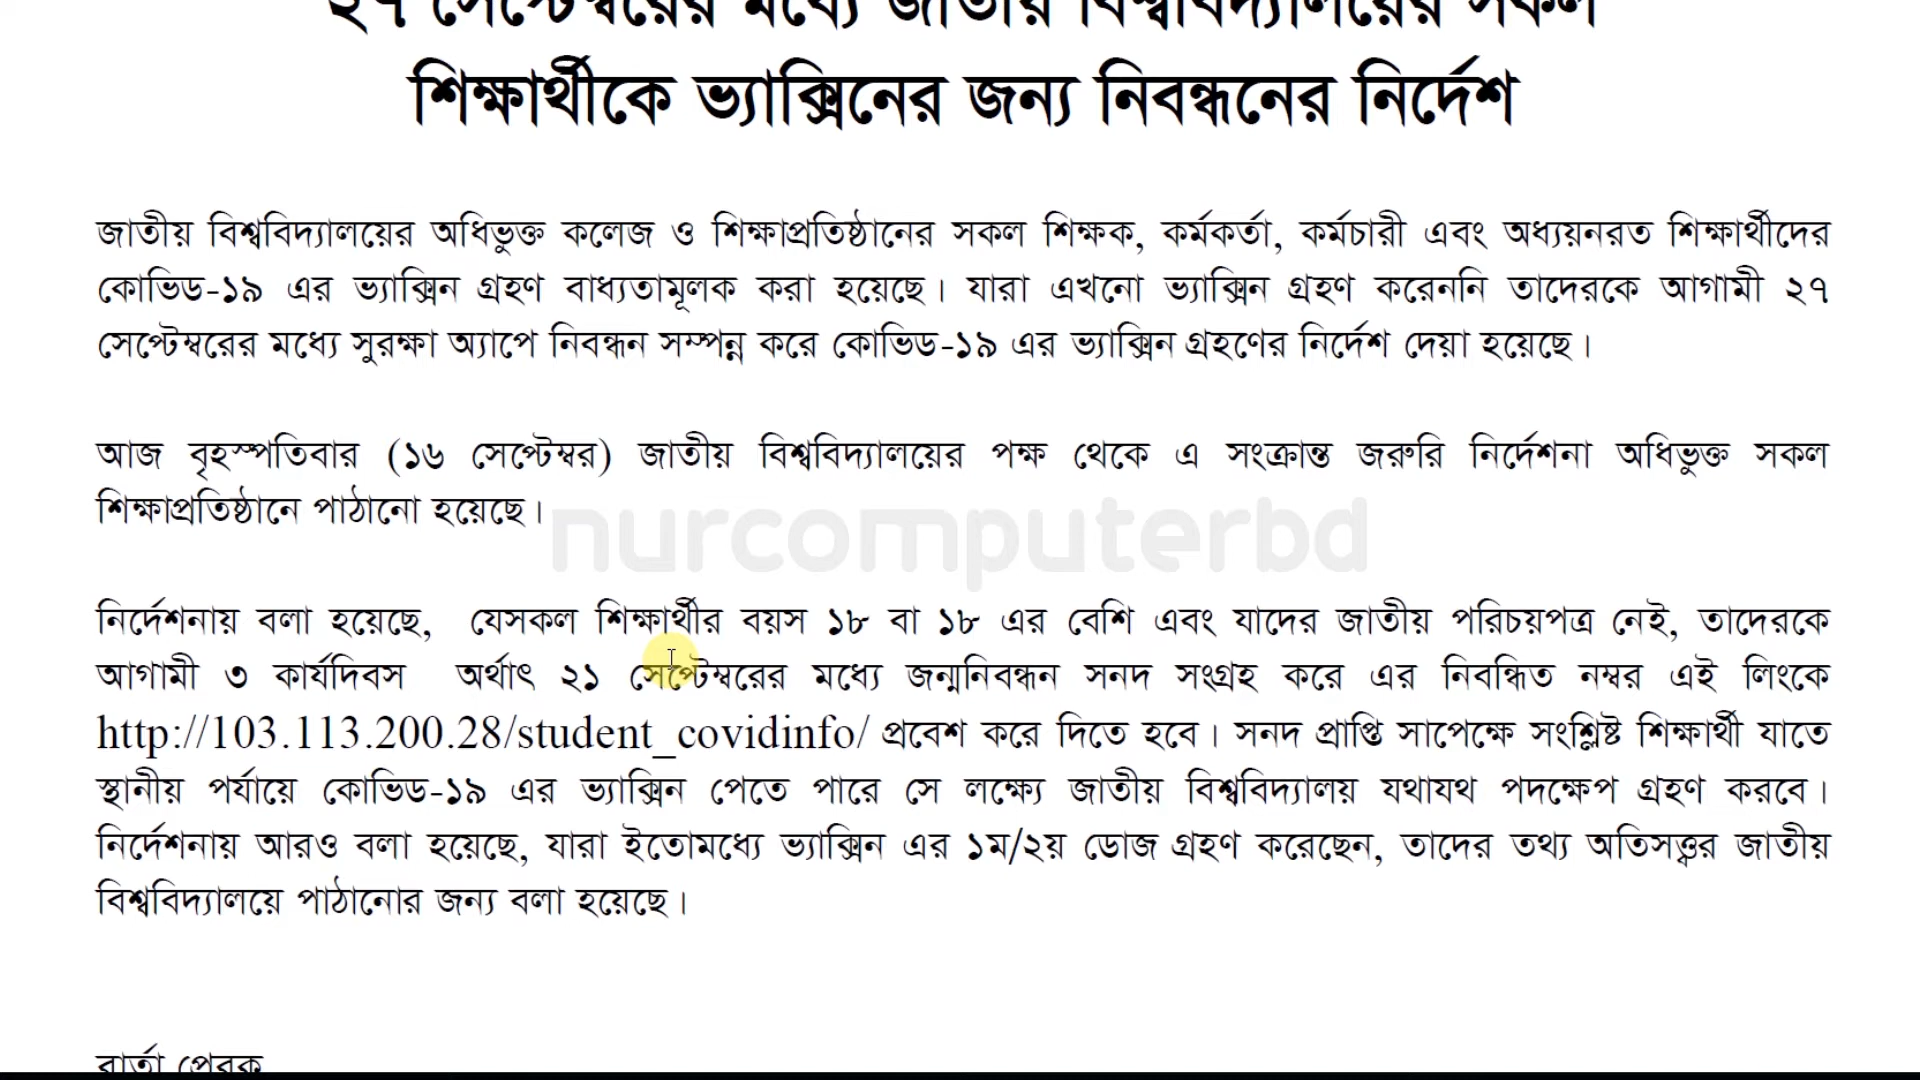 ২৭ সেপ্টেম্বরের মধ্যে জাতীয় বিশ্ববিদ্যালয়ের সকল
শিক্ষার্থীকে ভ্যাক্সিনের জন্য নিবন্ধনের নির্দেশ
জাতীয় বিশ্ববিদ্যালয়ের অধিভুক্ত কলেজ ও শিক্ষাপ্রতিষ্ঠানের সকল শিক্ষক, কর্মকর্তা, কর্মচারী এবং অধ্যয়নরত শিক্ষার্থীদের
কোভিড-১৯ এর ভ্যাক্সিন গ্রহণ বাধ্যতামূলক করা হয়েছে। যারা এখনো ভ্যাক্সিন গ্রহণ করেননি তাদেরকে আগামী ২৭
সেপ্টেম্বরের মধ্যে সুরক্ষা অ্যাপে নিবন্ধন সম্পন্ন করে কোভিড-১৯ এর ভ্যাক্সিন গ্রহণের নির্দেশ দেয়া হয়েছে।
আজ বৃহস্পতিবার (১৬ সেপ্টেম্বর) জাতীয় বিশ্ববিদ্যালয়ের পক্ষ থেকে এ সংক্রান্ত জরুরি নির্দেশনা অধিভুক্ত সকল
শিক্ষাপ্রতিষ্ঠানে পাঠানো হয়েছে।
nurcomputerbd
নির্দেশনায় বলা হয়েছে, যেসকল শিক্ষার্থীর বয়স ১৮ বা ১৮ এর বেশি এবং যাদের জাতীয় পরিচয়পত্র নেই, তাদেরকে
আগামী ৩ কার্যদিবস অর্থাৎ ২১ সেপ্টেম্বরের মধ্যে জন্মনিবন্ধন সনদ সংগ্রহ করে এর নিবন্ধিত নম্বর এই লিংকে
http://103.113.200.28/student_covidinfo/ প্রবেশ করে দিতে হবে। সনদ প্রাপ্তি সাপেক্ষে সংশ্লিষ্ট শিক্ষার্থী যাতে
স্থানীয় পর্যায়ে কোভিড-১৯ এর ভ্যাক্সিন পেতে পারে সে লক্ষ্যে জাতীয় বিশ্ববিদ্যালয় যথাযথ পদক্ষেপ গ্রহণ করবে।
নির্দেশনায় আরও বলা হয়েছে, যারা ইতোমধ্যে ভ্যাক্সিন এর ১ম/২য় ডোজ গ্রহণ করেছেন, তাদের তথ্য অতিসত্ত্বর জাতীয়
বিশ্ববিদ্যালয়ে পাঠানোর জন্য বলা হয়েছে।
বার্তা প্রেরক